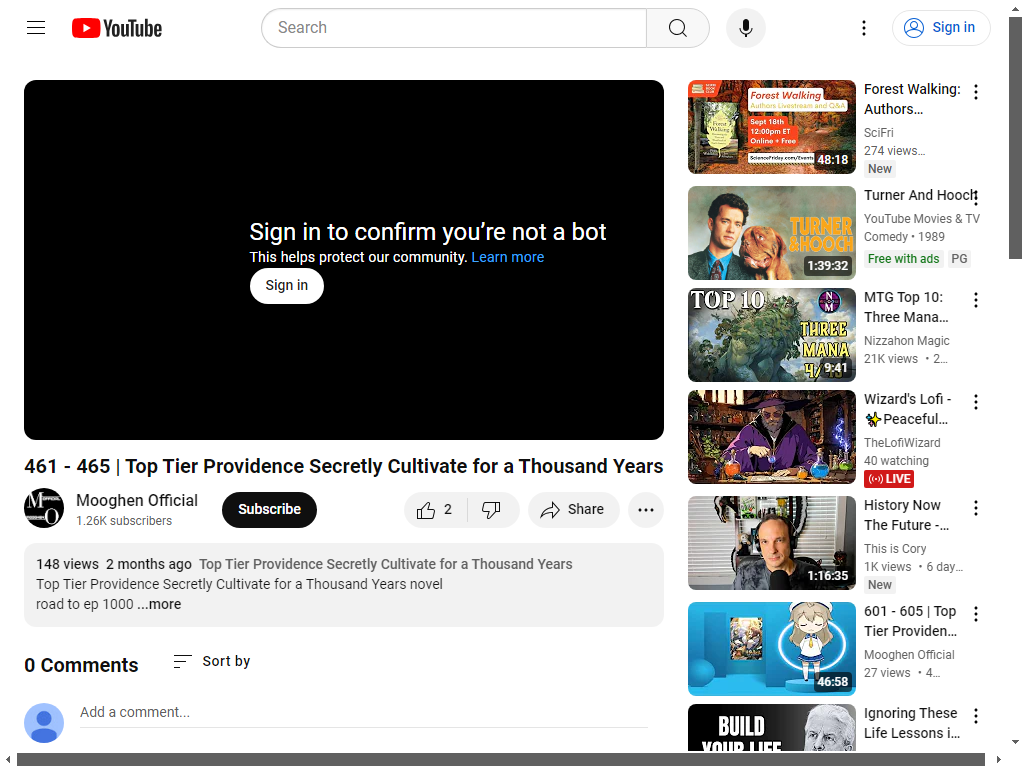 YouTube
Search
Sign in
Sign in to confirm you’re not a bot
This helps protect our community. Learn more
Sign in
461 - 465 | Top Tier Providence Secretly Cultivate for a Thousand Years
Mooghen Official
1.26K subscribers
Subscribe
2
Share
148 views 2 months ago Top Tier Providence Secretly Cultivate for a Thousand Years
Top Tier Providence Secretly Cultivate for a Thousand Years novel
road to ep 1000 ...more
0 Comments
Sort by
Add a comment...
Forest Walking
Authors Livestream and Q&A
Sept 18th
12:00pm ET
Online + Free
ScienceFriday.com/Events
48:18
Forest Walking:
Authors…
SciFri
274 views…
New
TURNER
&HOOCH
1:39:32
Turner And Hooch
YouTube Movies & TV
Comedy • 1989
Free with ads PG
TOP 10
N
M
THREE
MANA
4/4s
9:41
MTG Top 10:
Three Mana…
Nizzahon Magic
21K views • 2…
Wizard's Lofi -
✨Peaceful…
TheLofiWizard
40 watching
LIVE
1:16:35
History Now
The Future -…
This is Cory
1K views • 6 day…
New
46:58
601 - 605 | Top
Tier Providen…
Mooghen Official
27 views • 4…
BUILD
YOUR LIFE
Ignoring These
Life Lessons i…